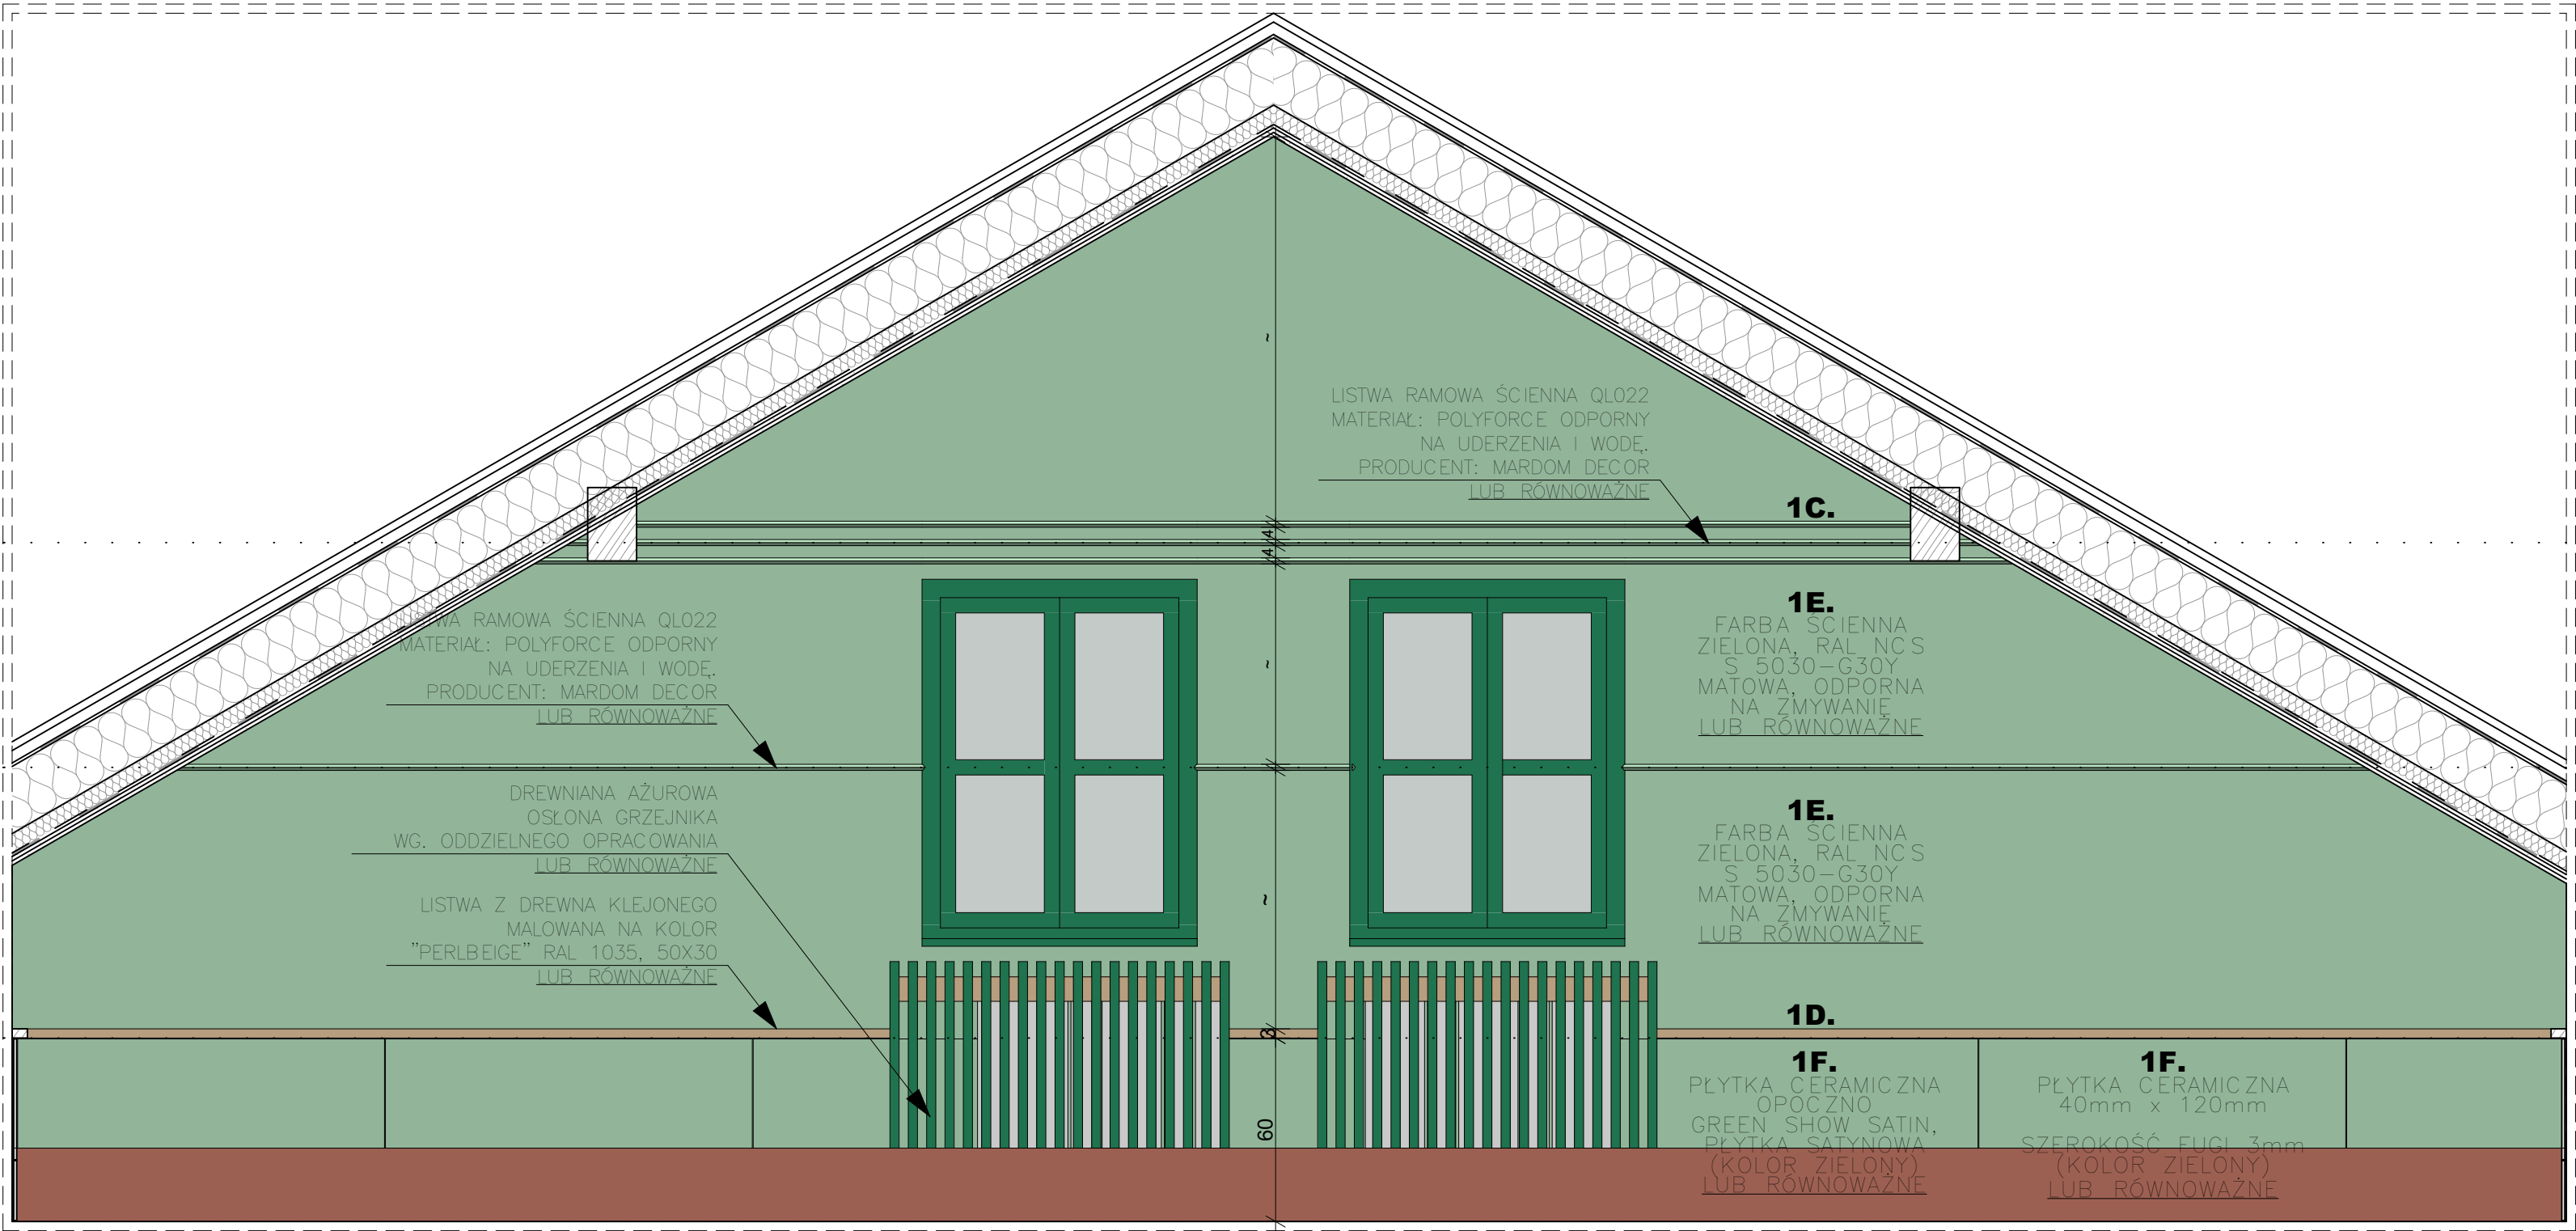 LISTWA RAMOWA ŚCIENNA QL022
MATERIAŁ: POLYFORCE ODPORNY
NA UDERZENIA I WODĘ.
PRODUCENT: MARDOM DECOR
LUB RÓWNOWAŻNE
1C.
4
4
~
RAMOWA ŚCIENNA QL022
MATERIAŁ: POLYFORCE ODPORNY
NA UDERZENIA I WODĘ.
PRODUCENT: MARDOM DECOR
LUB RÓWNOWAŻNE
~
1E.
FARBA ŚCIENNA
ZIELONA, RAL NCS
S 5030-G30Y
MATOWA, ODPORNA
NA ZMYWANIE
LUB RÓWNOWAŻNE
DREWNIANA AŻUROWA
OSŁONA GRZEJNIKA
WG. ODDZIELNEGO OPRACOWANIA
LUB RÓWNOWAŻNE
~
1E.
FARBA ŚCIENNA
ZIELONA, RAL NCS
S 5030-G30Y
MATOWA, ODPORNA
NA ZMYWANIE
LUB RÓWNOWAŻNE
LISTWA Z DREWNA KLEJONEGO
MALOWANA NA KOLOR
"PERLBEIGE" RAL 1035, 50X30
LUB RÓWNOWAŻNE
1D.
3
60
1F.
PŁYTKA CERAMICZNA
OPOCZNO
GREEN SHOW SATIN,
PŁYTKA SATYNOWA
(KOLOR ZIELONY)
LUB RÓWNOWAŻNE
1F.
PŁYTKA CERAMICZNA
40mm x 120mm
SZEROKOŚĆ FUGI 3mm
(KOLOR ZIELONY)
LUB RÓWNOWAŻNE